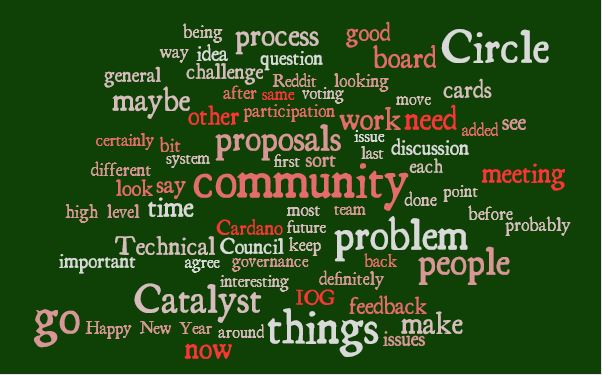 being
process
good
Circle
way
idea
question
board
general
challenge
Reddit
looking
maybe
after
same
voting
move
cards
other
participation
work
need
added
see
certainly
bit
proposals
issue
last
discussion
system
first
sort
different
community
each
meeting
look
say
done
point
high level
time
most
team
before
probably
Cardano
future
Technical
Council
keep
problem
important
agree
governance
back
people
interesting
definitely
Catalyst
IOG
feedback
go
Happy New Year
around
things
make
issues
now